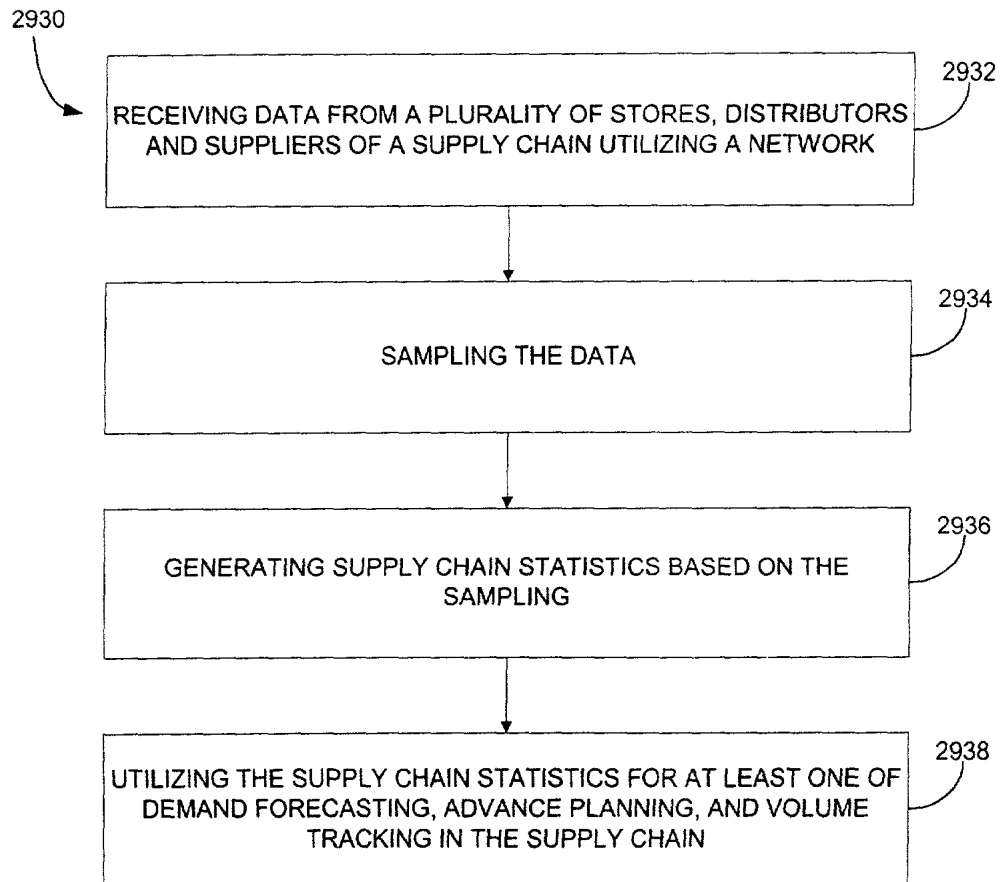 2930
2932
RECEIVING DATA FROM A PLURALITY OF STORES, DISTRIBUTORS
AND SUPPLIERS OF A SUPPLY CHAIN UTILIZING A NETWORK
2934
SAMPLING THE DATA
2936
GENERATING SUPPLY CHAIN STATISTICS BASED ON THE
SAMPLING
2938
UTILIZING THE SUPPLY CHAIN STATISTICS FOR AT LEAST ONE OF
DEMAND FORECASTING, ADVANCE PLANNING, AND VOLUME
TRACKING IN THE SUPPLY CHAIN